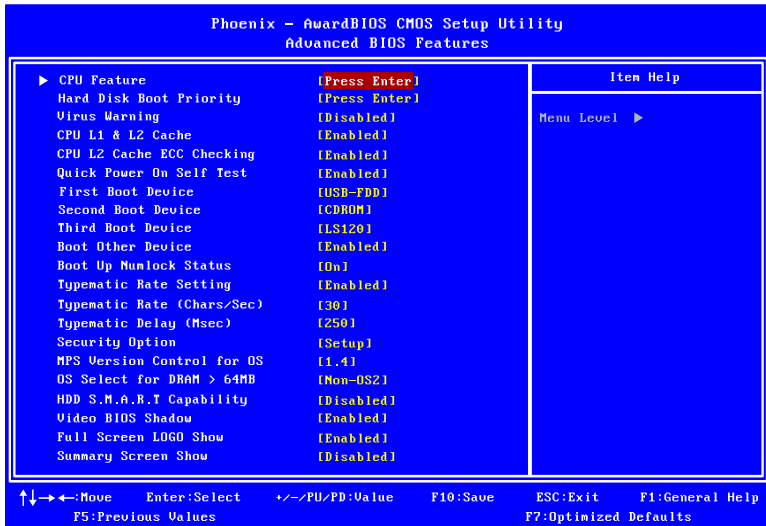 Phoenix - AwardBIOS CMOS Setup Utility
Advanced BIOS Features
▶ CPU Feature [Press Enter]
Hard Disk Boot Priority [Press Enter]
Virus Warning [Disabled]
CPU L1 & L2 Cache [Enabled]
CPU L2 Cache ECC Checking [Enabled]
Quick Power On Self Test [Enabled]
First Boot Device [USB-FDD]
Second Boot Device [CDROM]
Third Boot Device [LS120]
Boot Other Device [Enabled]
Boot Up Numlock Status [On]
Typematic Rate Setting [Enabled]
Typematic Rate (Chars/Sec) [30]
Typematic Delay (Msec) [250]
Security Option [Setup]
MPS Version Control for OS [1.4]
OS Select for DRAM > 64MB [Non-OS2]
HDD S.M.A.R.T Capability [Disabled]
Video BIOS Shadow [Enabled]
Full Screen LOGO Show [Enabled]
Summary Screen Show [Disabled]
Item Help
Menu Level ▶
↑↓→←:Move Enter:Select +/-/PU/PD:Value F10:Save ESC:Exit F1:General Help
F5:Previous Values F7:Optimized Defaults